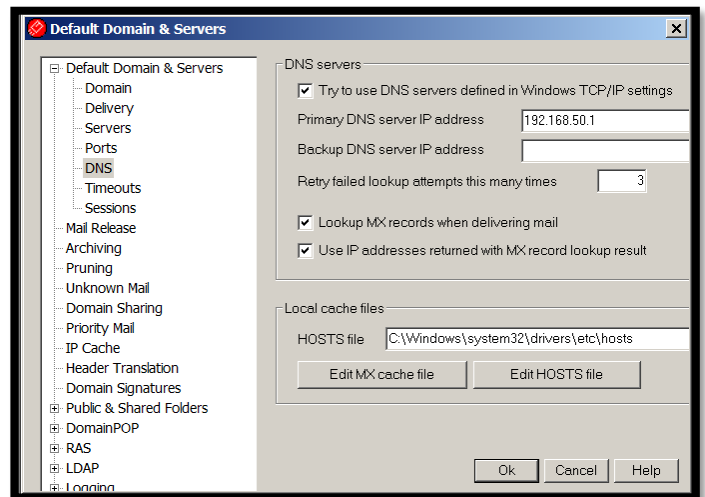 Default Domain & Servers
Default Domain & Servers
Domain
Delivery
Servers
Ports
DNS
Timeouts
Sessions
Mail Release
Archiving
Pruning
Unknown Mail
Domain Sharing
Priority Mail
IP Cache
Header Translation
Domain Signatures
Public & Shared Folders
DomainPOP
RAS
LDAP
Logging
DNS servers
Try to use DNS servers defined in Windows TCP/IP settings
Primary DNS server IP address 192.168.50.1
Backup DNS server IP address
Retry failed lookup attempts this many times 3
Lookup MX records when delivering mail
Use IP addresses returned with MX record lookup result
Local cache files
HOSTS file C:\Windows\system32\drivers\etc\hosts
Edit MX cache file Edit HOSTS file
Ok Cancel Help